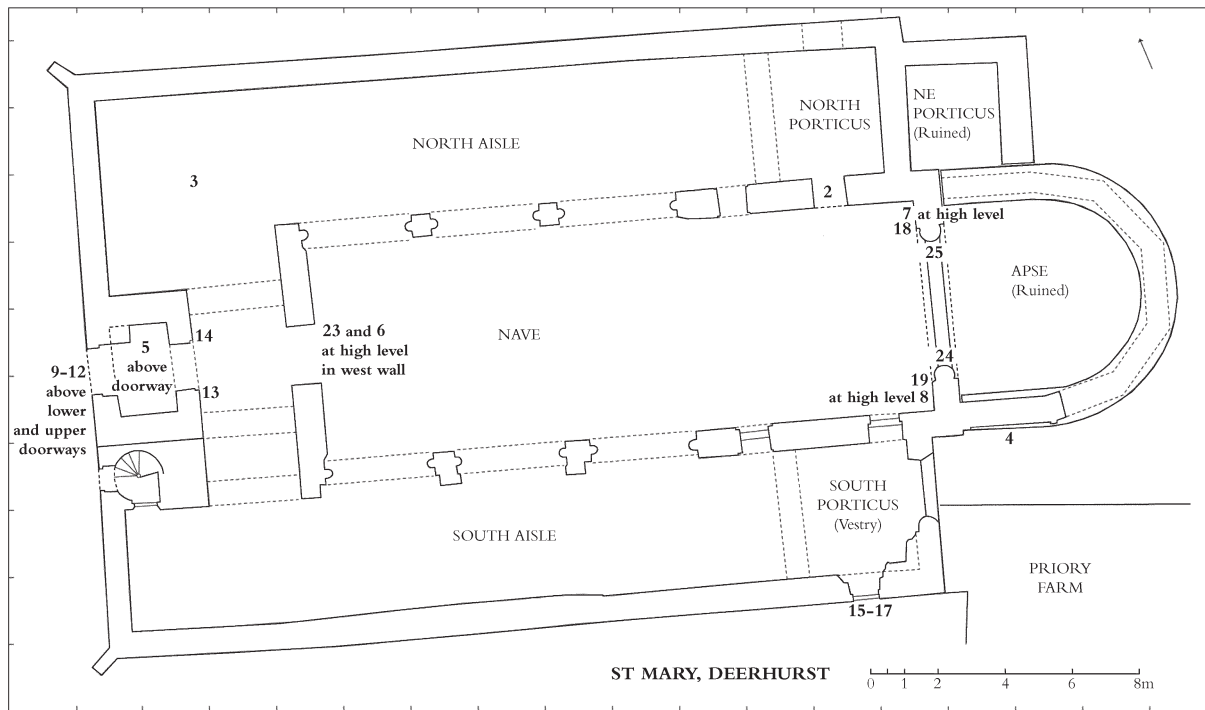 NORTH AISLE
NORTH
PORTICUS
NE
PORTICUS
(Ruined)
3
2
7 at high level
18
25
APSE
(Ruined)
NAVE
14
5
above
doorway
23 and 6
at high level
in west wall
9–12
above
lower
and upper
doorways
13
24
19
at high level 8
4
SOUTH AISLE
SOUTH
PORTICUS
(Vestry)
PRIORY
FARM
15–17
ST MARY, DEERHURST
0 1 2 4 6 8m